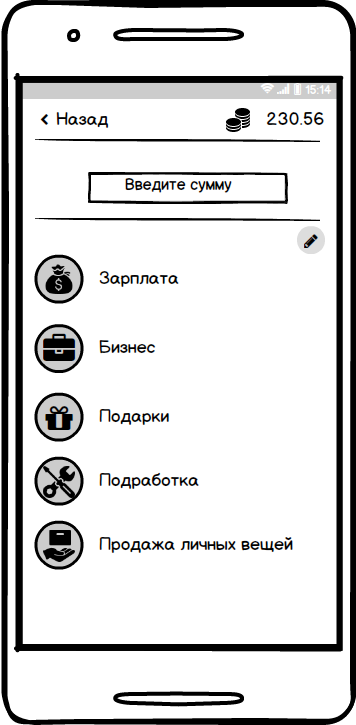 15:14
Назад 230.56
Введите сумму
Зарплата
Бизнес
Подарки
Подработка
Продажа личных вещей